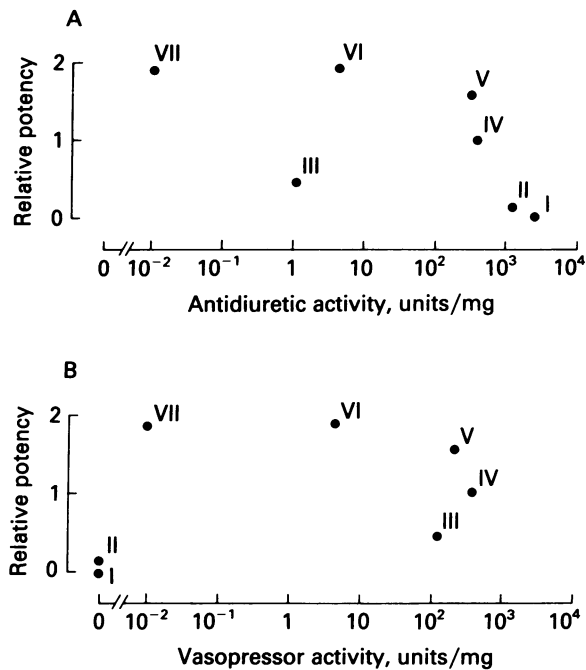 A
Relative potency
2
1
0
VII
VI
V
IV
III
II
I
0 10⁻² 10⁻¹ 1 10 10² 10³ 10⁴
Antidiuretic activity, units/mg
B
Relative potency
2
1
0
VII
VI
V
IV
III
II
I
0 10⁻² 10⁻¹ 1 10 10² 10³ 10⁴
Vasopressor activity, units/mg